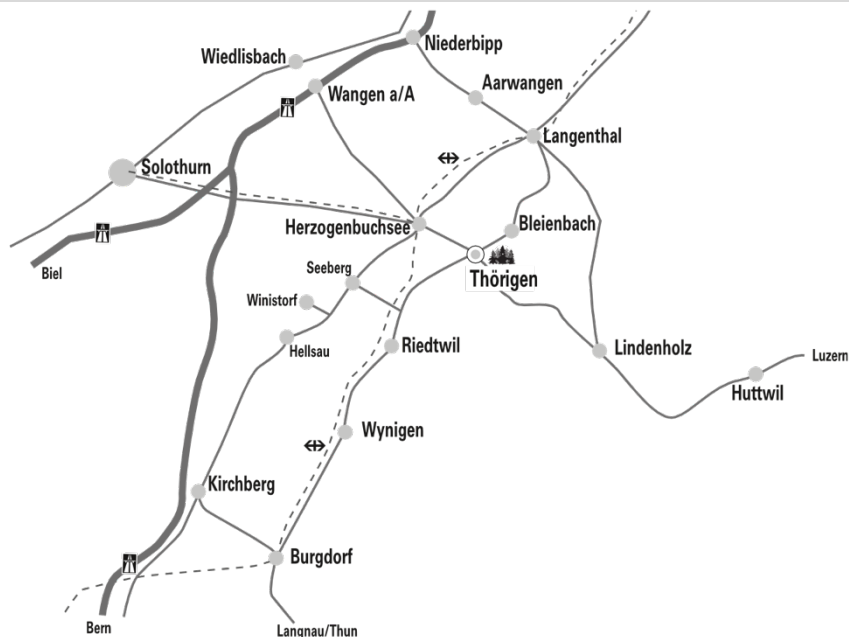 Niederbipp
Wiedlisbach
Aarwangen
Wangen a/A
Langenthal
Solothurn
Herzogenbuchsee
Bleienbach
Biel
Seeberg
Thörigen
Winistorf
Hellsau
Riedtwil
Lindenholz
Luzern
Huttwil
Wynigen
Kirchberg
Burgdorf
Bern
Langnau/Thun